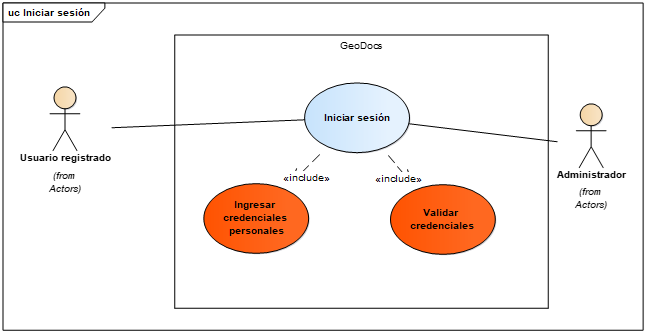 uc Iniciar sesión
GeoDocs
Iniciar sesión
Usuario registrado
(from
Actors)
Administrador
(from
Actors)
«include»
«include»
Ingresar
credenciales
personales
Validar
credenciales